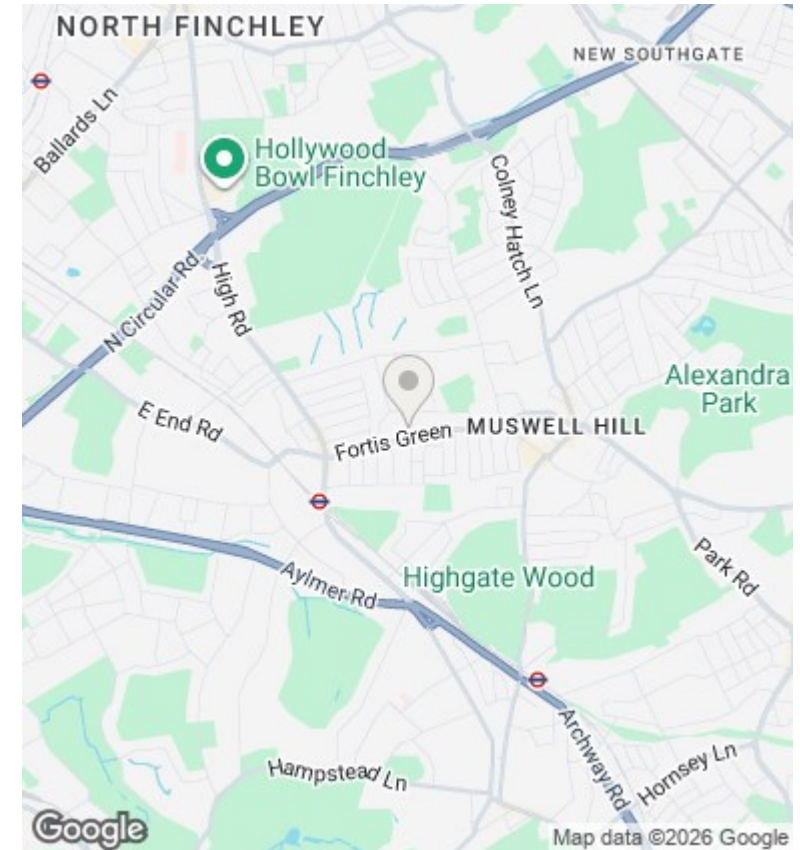 NORTH FINCHLEY
NEW SOUTHGATE
Ballards Ln
Hollywood
Bowl Finchley
Colney Hatch Ln
N Circular Rd
High Rd
Alexandra
Park
E End Rd
Fortis Green
MUSWELL HILL
Park Rd
Highgate Wood
Aylmer Rd
Archway Rd
Hornsey Ln
Hampstead Ln
Google
Map data ©2026 Google